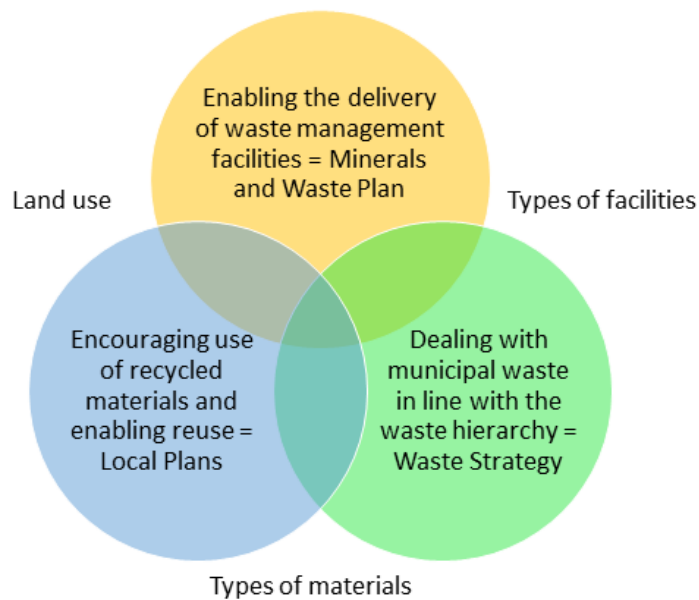 Enabling the delivery
of waste management
facilities = Minerals
and Waste Plan
Land use
Types of facilities
Encouraging use
of recycled
materials and
enabling reuse =
Local Plans
Dealing with
municipal waste
in line with the
waste hierarchy =
Waste Strategy
Types of materials